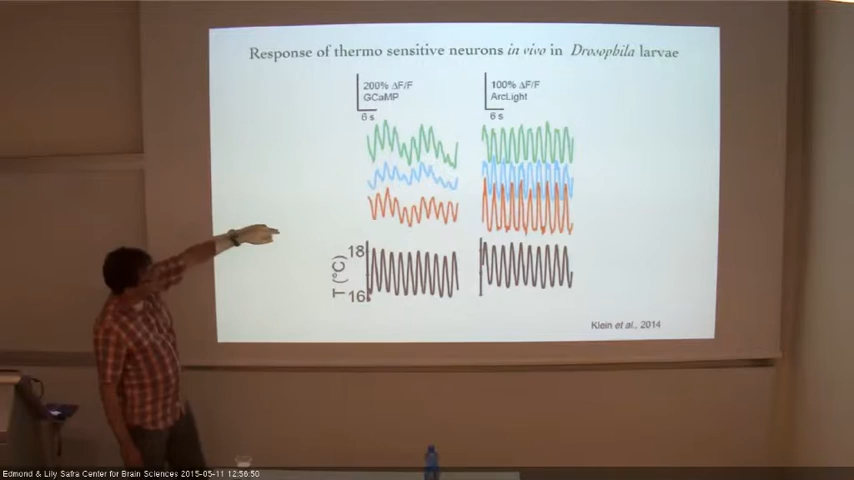 Response of thermo sensitive neurons in vivo in Drosophila larvae
200% ΔF/F
GCaMP
6 s
100% ΔF/F
ArcLight
6 s
18
T (°C)
16
Klein et al., 2014
Edmond & Lily Safra Center for Brain Sciences 2015-05-11 12:56:50